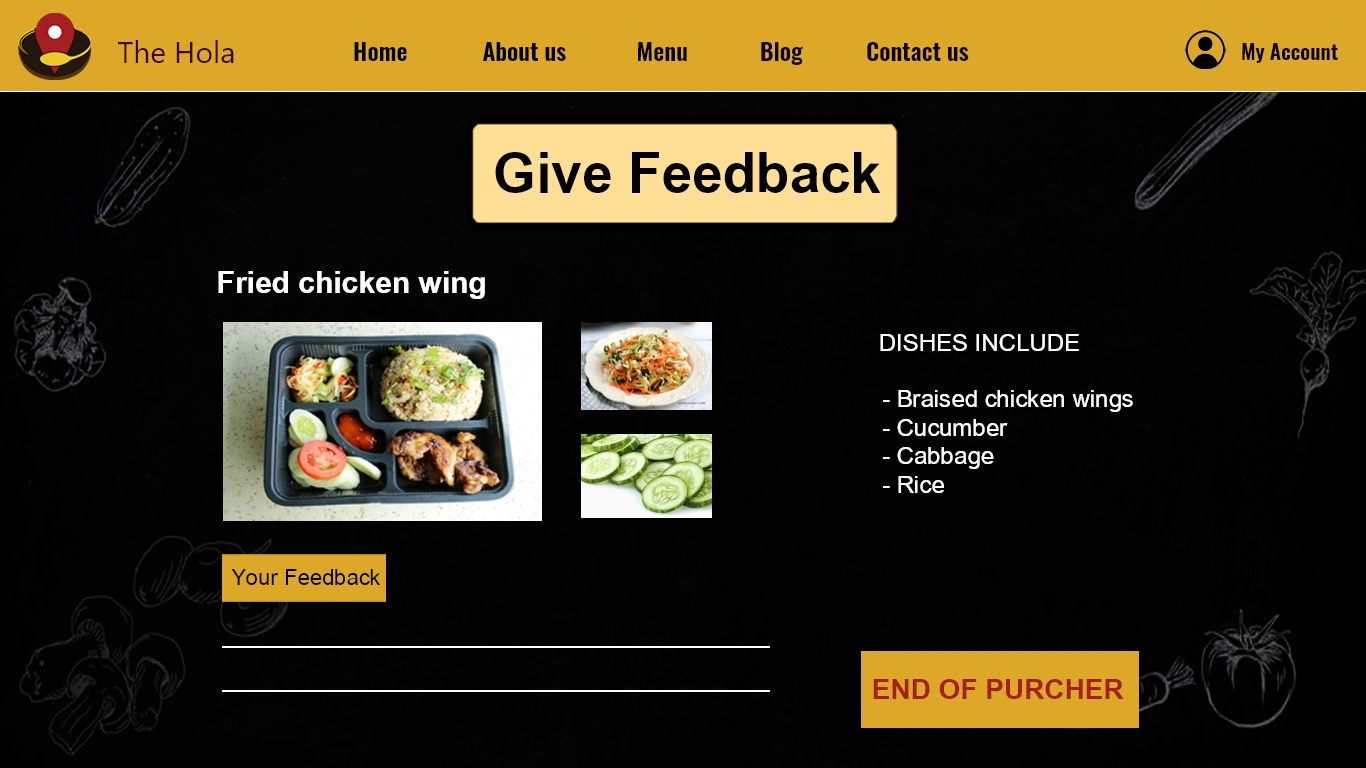 The Hola
Home
About us
Menu
Blog
Contact us
My Account
Give Feedback
Fried chicken wing
DISHES INCLUDE
- Braised chicken wings
- Cucumber
- Cabbage
- Rice
Your Feedback
END OF PURCHER